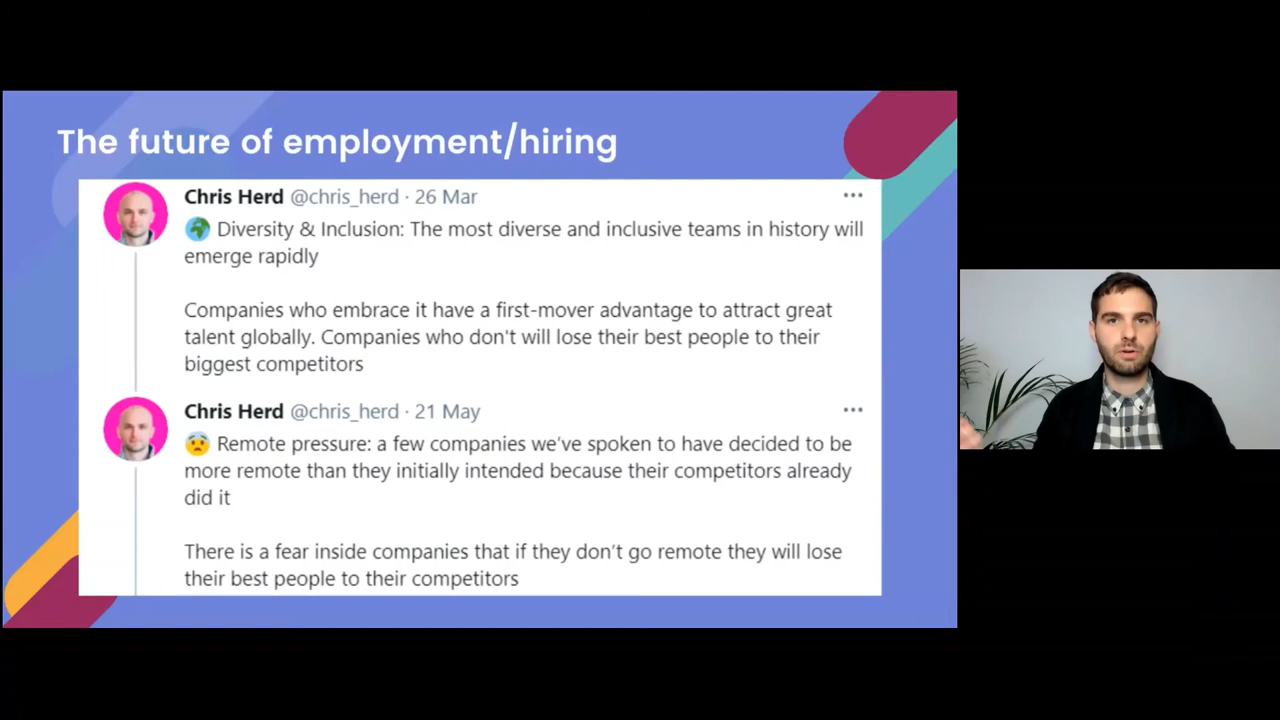 The future of employment/hiring
Chris Herd @chris_herd · 26 Mar
🌍 Diversity & Inclusion: The most diverse and inclusive teams in history will
emerge rapidly
Companies who embrace it have a first-mover advantage to attract great
talent globally. Companies who don't will lose their best people to their
biggest competitors
Chris Herd @chris_herd · 21 May
😨 Remote pressure: a few companies we've spoken to have decided to be
more remote than they initially intended because their competitors already
did it
There is a fear inside companies that if they don't go remote they will lose
their best people to their competitors